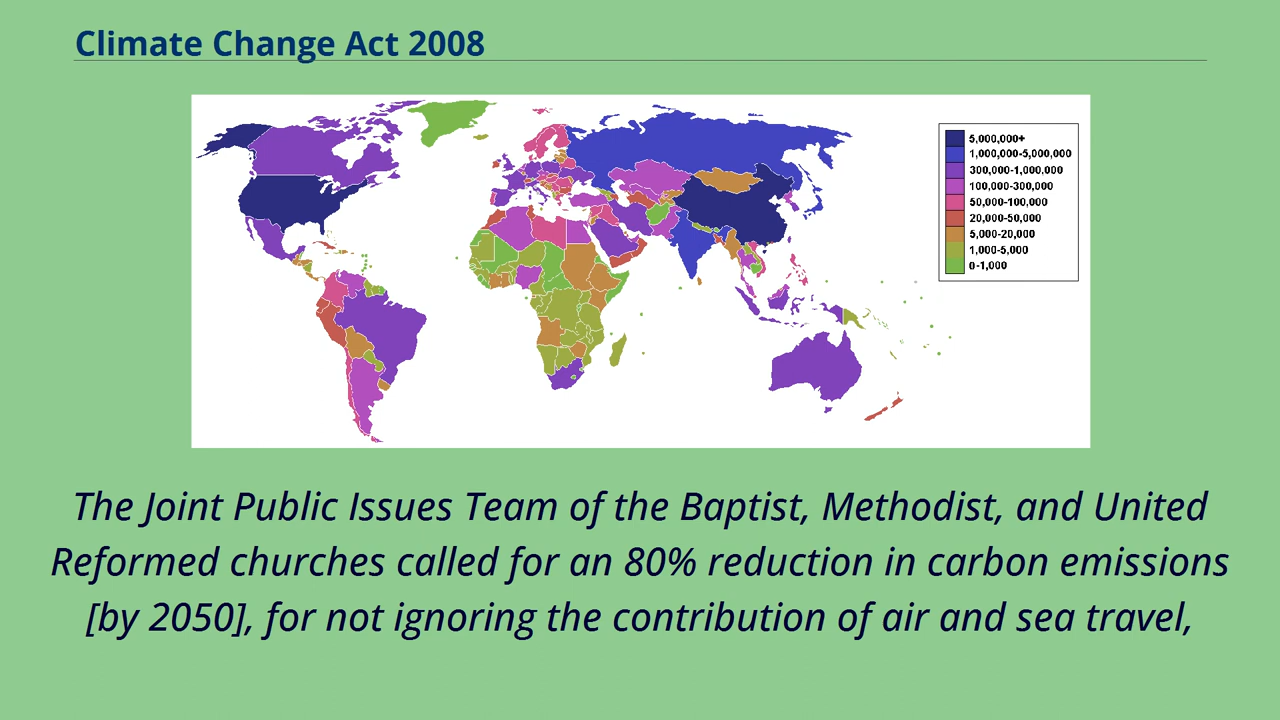 Climate Change Act 2008
5,000,000+
1,000,000-5,000,000
300,000-1,000,000
100,000-300,000
50,000-100,000
20,000-50,000
5,000-20,000
1,000-5,000
0-1,000
The Joint Public Issues Team of the Baptist, Methodist, and United
Reformed churches called for an 80% reduction in carbon emissions
[by 2050], for not ignoring the contribution of air and sea travel,